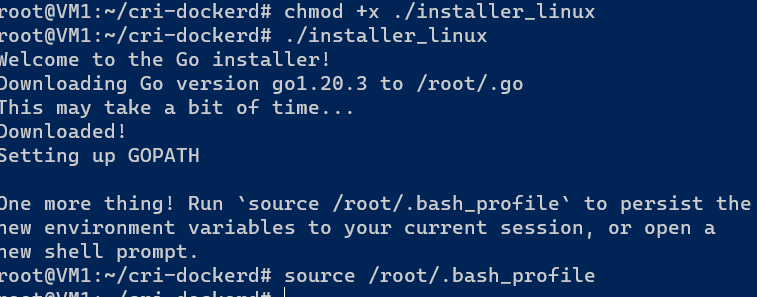 root@VM1:~/cri-dockerd# chmod +x ./installer_linux
root@VM1:~/cri-dockerd# ./installer_linux
Welcome to the Go installer!
Downloading Go version go1.20.3 to /root/.go
This may take a bit of time...
Downloaded!
Setting up GOPATH
One more thing! Run `source /root/.bash_profile` to persist the
new environment variables to your current session, or open a
new shell prompt.
root@VM1:~/cri-dockerd# source /root/.bash_profile
root@VM1:~/cri-dockerd#